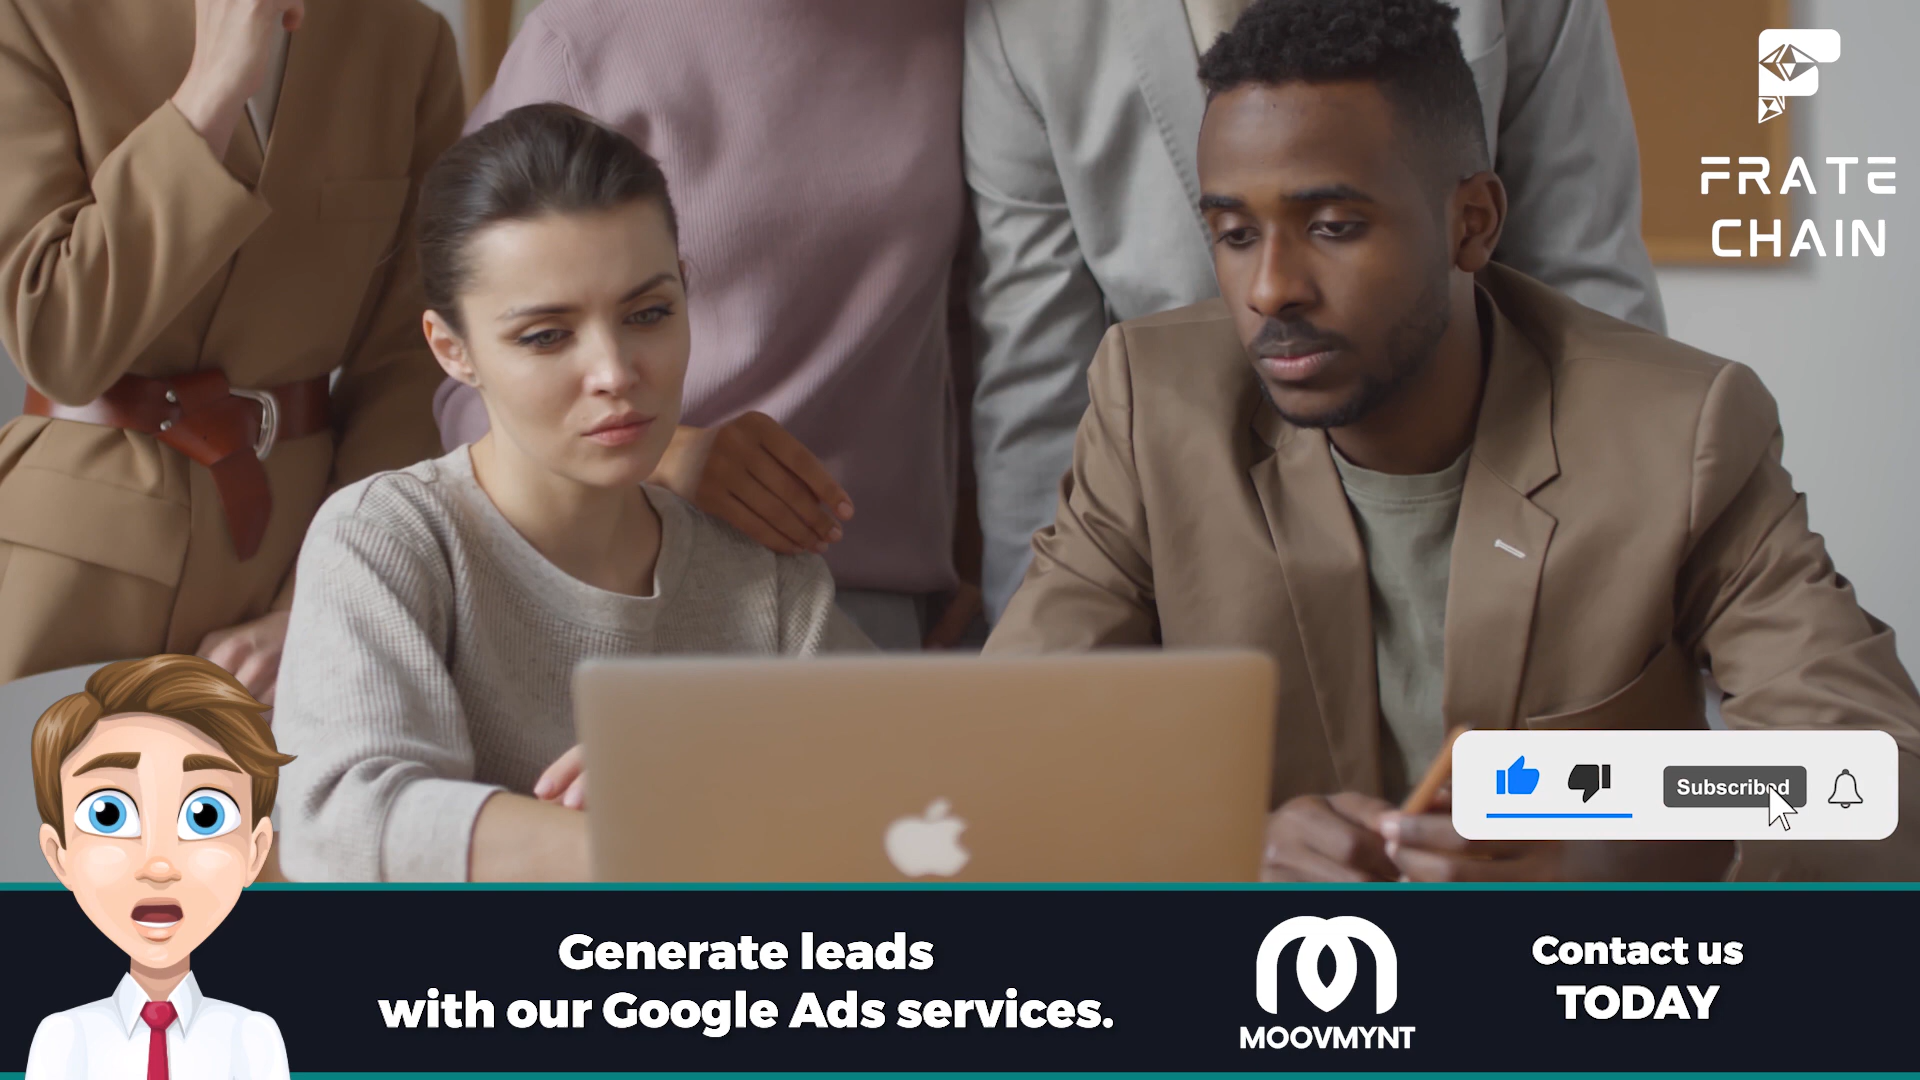 FRATE
CHAIN
Subscribed
Generate leads
with our Google Ads services.
MOOVMYNT
Contact us
TODAY